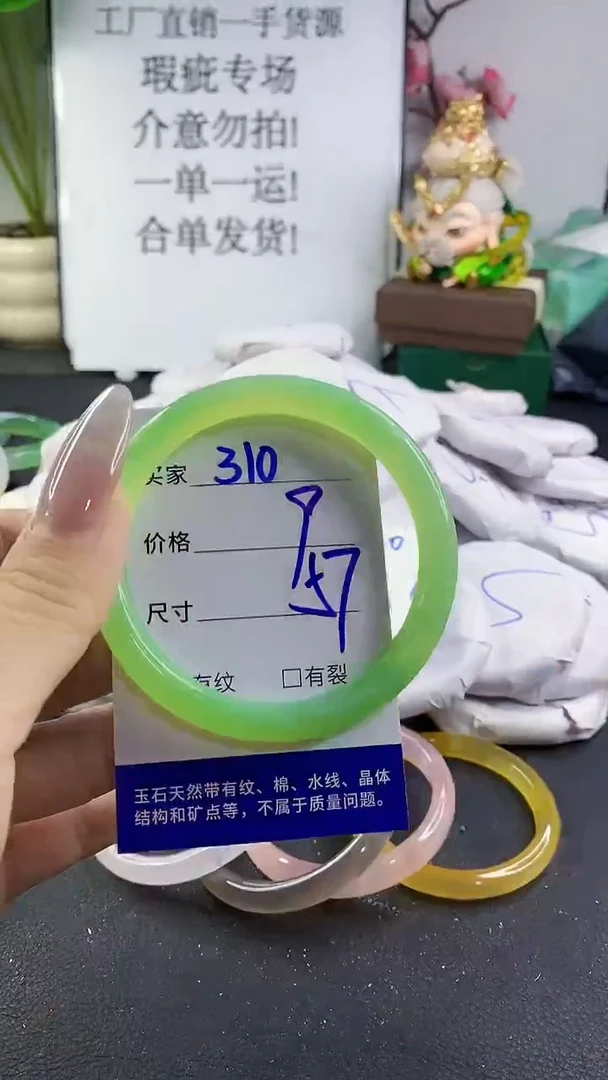 工厂直销一手货源
瑕疵专场
介意勿拍!
一单一运!
合单发货!
买家 310
价格
尺寸
有纹 □有裂
玉石天然带有纹、棉、水线、晶体
结构和矿点等，不属于质量问题。